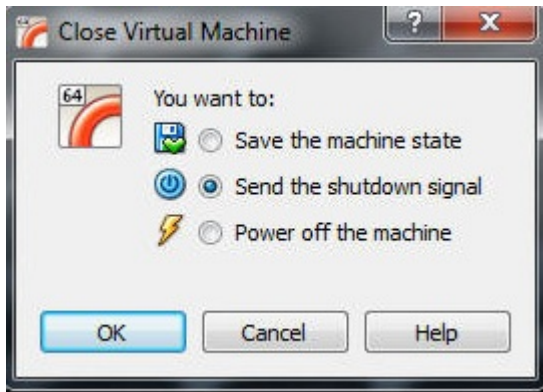 Close Virtual Machine
?
X
64
You want to:
Save the machine state
Send the shutdown signal
Power off the machine
OK
Cancel
Help